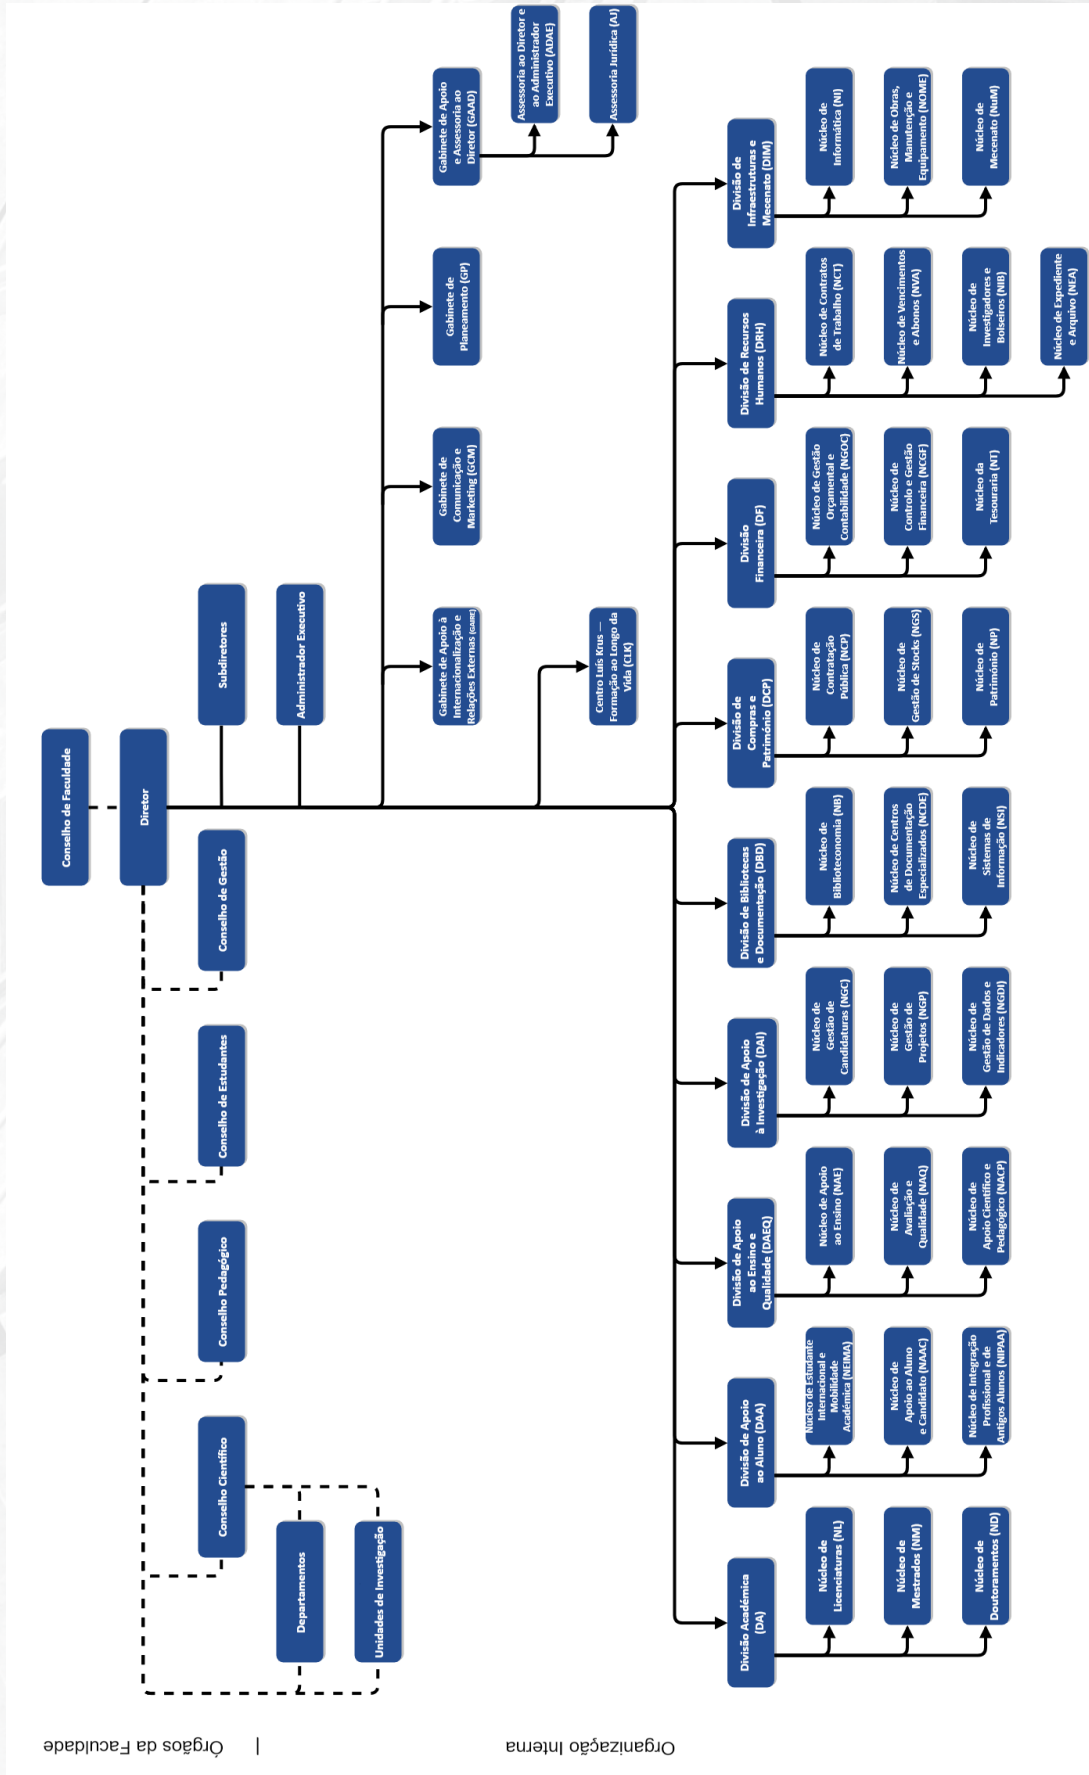 Conselho de Faculdade
Diretor
Subdiretores
Administrador Executivo
Conselho Científico
Conselho Pedagógico
Conselho de Estudantes
Conselho de Gestão
Departamentos
Unidades de Investigação
Gabinete de Apoio à
Internacionalização e
Relações Externas (GAIRE)
Gabinete de
Comunicação e
Marketing (GCM)
Gabinete de
Planeamento (GP)
Gabinete de Apoio
e Assessoria ao
Diretor (GAAD)
Assessoria ao Diretor e
ao Administrador
Executivo (ADAE)
Assessoria Jurídica (AJ)
Centro Luís Krus —
Formação ao Longo da
Vida (CLK)
Divisão Académica
(DA)
Núcleo de
Licenciaturas (NL)
Núcleo de
Mestrados (NM)
Núcleo de
Doutoramentos (ND)
Divisão de Apoio
ao Aluno (DAA)
Núcleo de Estudante
Internacional e
Mobilidade
Académica (NEIMA)
Núcleo de
Apoio ao Aluno
e Candidato (NAAC)
Núcleo de Integração
Profissional e de
Antigos Alunos (NIPAA)
Divisão de Apoio
ao Ensino e
Qualidade (DAEQ)
Núcleo de Apoio
ao Ensino (NAE)
Núcleo de
Avaliação e
Qualidade (NAQ)
Núcleo de
Apoio Científico e
Pedagógico (NACP)
Divisão de Apoio
à Investigação (DAI)
Núcleo de
Gestão de
Candidaturas (NGC)
Núcleo de
Gestão de
Projetos (NGP)
Núcleo de
Gestão de Dados e
Indicadores (NGDI)
Divisão de Bibliotecas
e Documentação (DBD)
Núcleo de
Biblioteconomia (NB)
Núcleo de Centros
de Documentação
Especializados (NCDE)
Núcleo de
Sistemas de
Informação (NSI)
Divisão de
Compras e
Património (DCP)
Núcleo de
Contratação
Pública (NCP)
Núcleo de
Gestão de Stocks (NGS)
Núcleo de
Património (NP)
Divisão
Financeira (DF)
Núcleo de Gestão
Orçamental e
Contabilidade (NGOC)
Núcleo de
Controlo e Gestão
Financeira (NCGF)
Núcleo da
Tesouraria (NT)
Divisão de Recursos
Humanos (DRH)
Núcleo de Contratos
de Trabalho (NCT)
Núcleo de Vencimentos
e Abonos (NVA)
Núcleo de
Investigadores e
Bolseiros (NIB)
Núcleo de Expediente
e Arquivo (NEA)
Divisão de
Infraestruturas e
Mecenato (DIM)
Núcleo de
Informática (NI)
Núcleo de Obras,
Manutenção e
Equipamento (NOME)
Núcleo de
Mecenato (NuM)
Órgãos da Faculdade |
Organização Interna